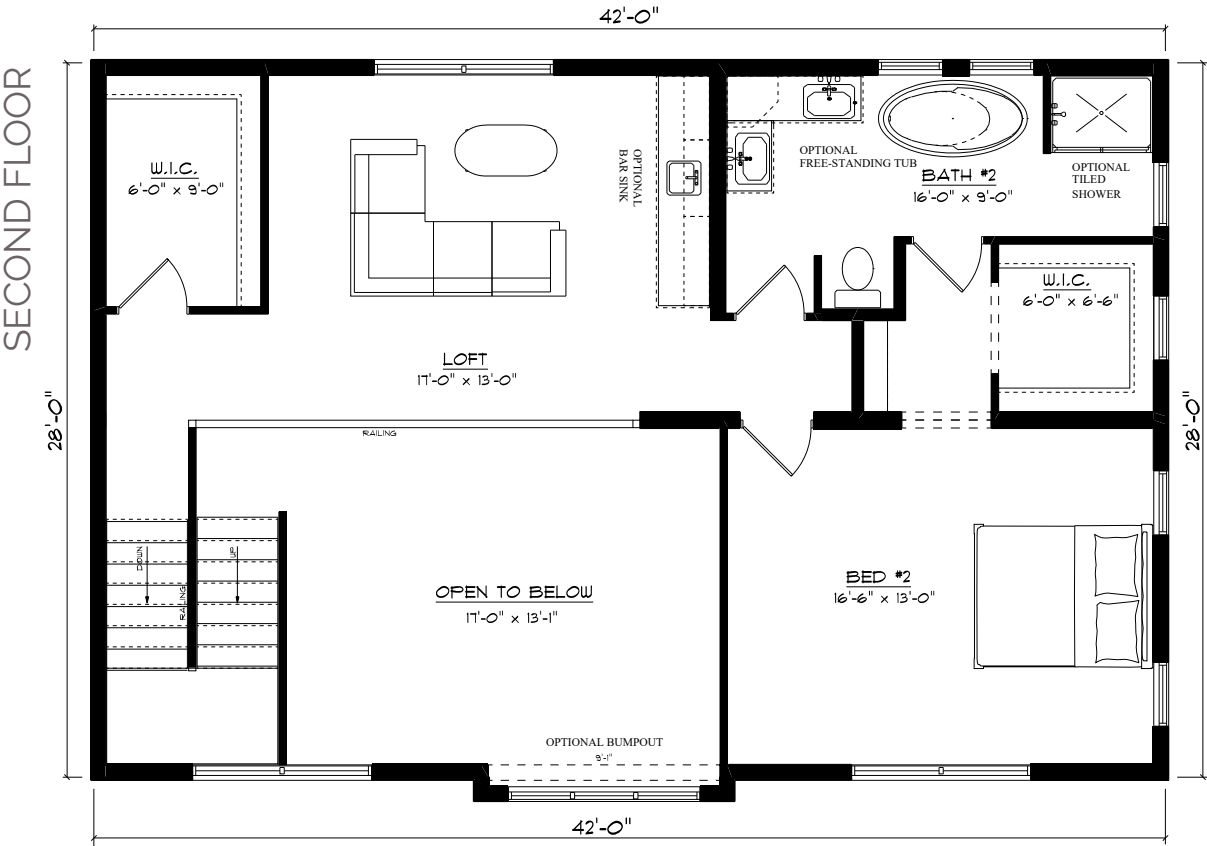 42'-0"
SECOND FLOOR
W.I.C.
6'-0" x 9'-0"
OPTIONAL
BAR SINK
OPTIONAL
FREE-STANDING TUB
BATH #2
16'-0" x 9'-0"
OPTIONAL
TILED
SHOWER
W.I.C.
6'-0" x 6'-6"
LOFT
17'-0" x 13'-0"
28'-0"
28'-0"
RAILING
DOWN
UP
RAILING
OPEN TO BELOW
17'-0" x 13'-1"
BED #2
16'-6" x 13'-0"
OPTIONAL BUMPOUT
9'-1"
42'-0"